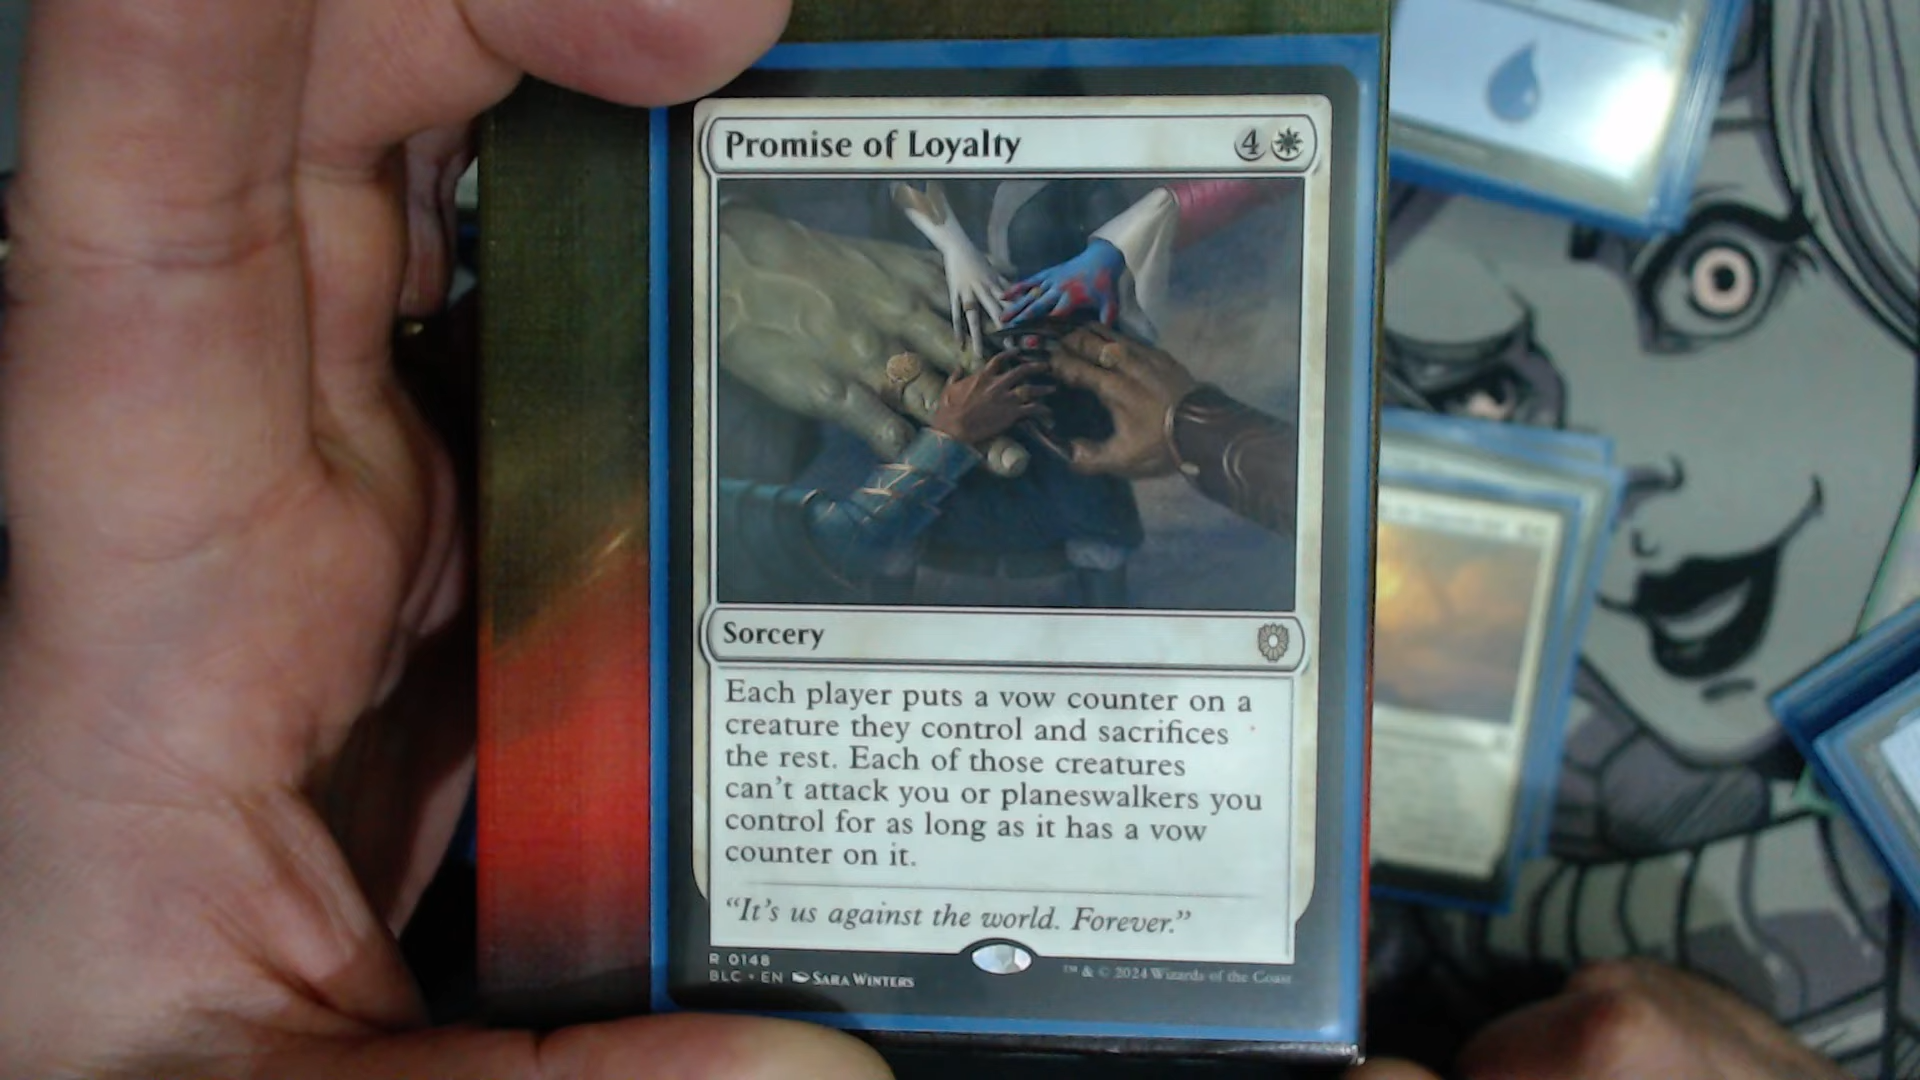 Promise of Loyalty 4
Sorcery
Each player puts a vow counter on a
creature they control and sacrifices
the rest. Each of those creatures
can't attack you or planeswalkers you
control for as long as it has a vow
counter on it.
"It's us against the world. Forever."
R 0148
BLC • EN SARA WINTERS
™ & © 2024 Wizards of the Coast